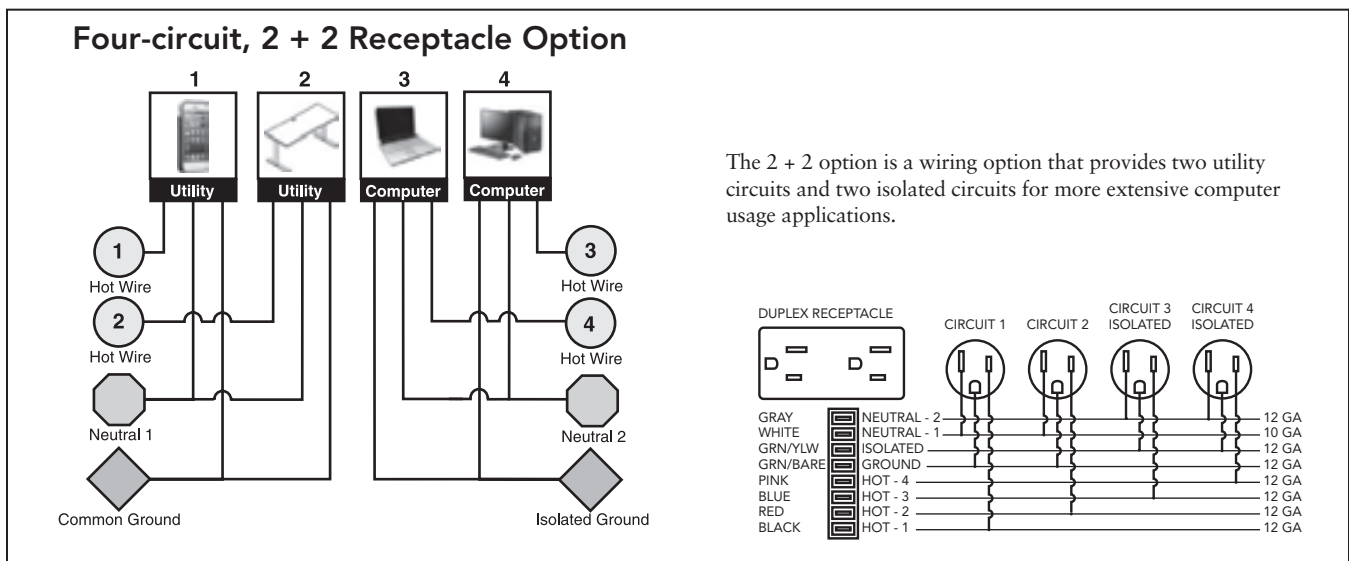 Four-circuit, 2 + 2 Receptacle Option
1 2 3 4
Utility Utility Computer Computer
1 3
Hot Wire Hot Wire
2 4
Hot Wire Hot Wire
Neutral 1 Neutral 2
Common Ground Isolated Ground
The 2 + 2 option is a wiring option that provides two utility
circuits and two isolated circuits for more extensive computer
usage applications.
DUPLEX RECEPTACLE
CIRCUIT 1
CIRCUIT 2
CIRCUIT 3
ISOLATED
CIRCUIT 4
ISOLATED
GRAY NEUTRAL - 2 12 GA
WHITE NEUTRAL - 1 10 GA
GRN/YLW ISOLATED 12 GA
GRN/BARE GROUND 12 GA
PINK HOT - 4 12 GA
BLUE HOT - 3 12 GA
RED HOT - 2 12 GA
BLACK HOT - 1 12 GA